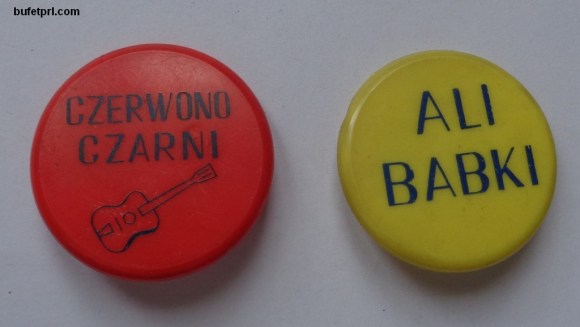 bufetprl.com
CZERWONO
CZARNI
ALI
BABKI